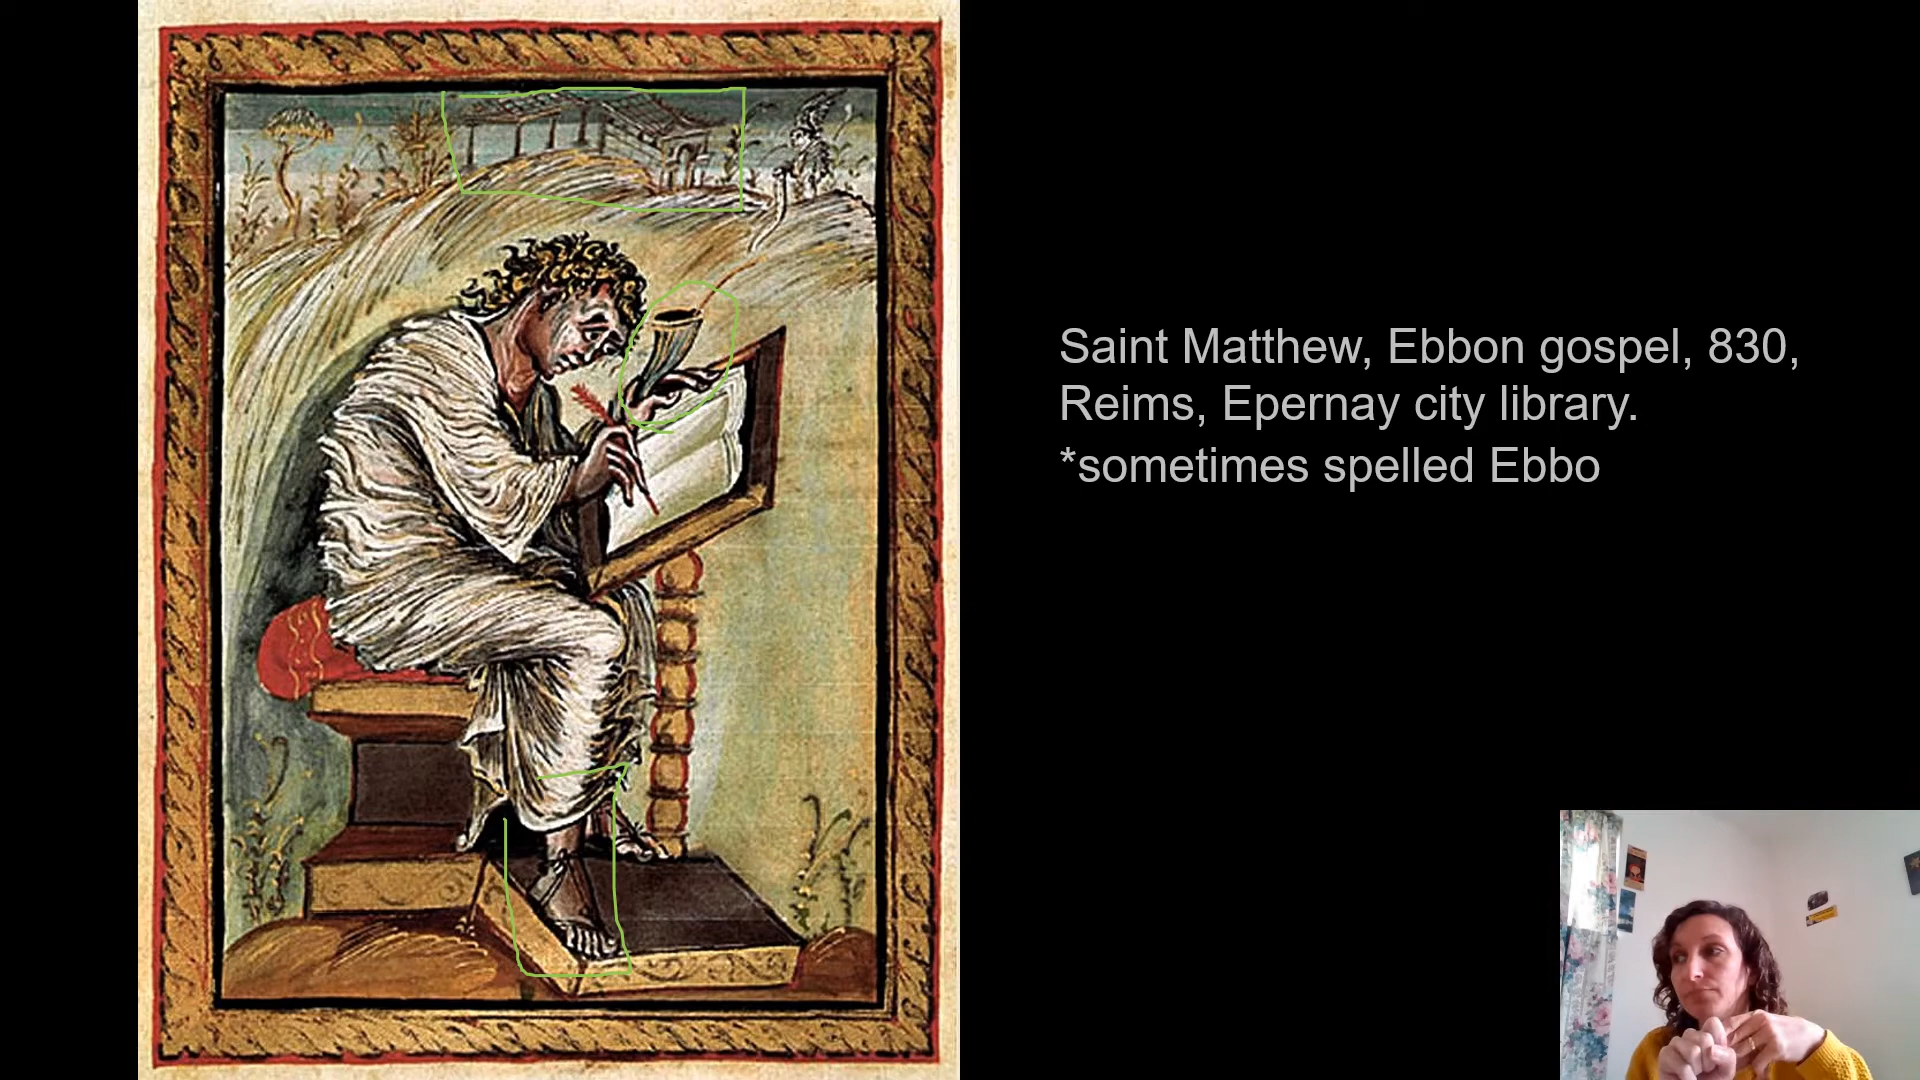 Saint Matthew, Ebbon gospel, 830,
Reims, Epernay city library.
*sometimes spelled Ebbo